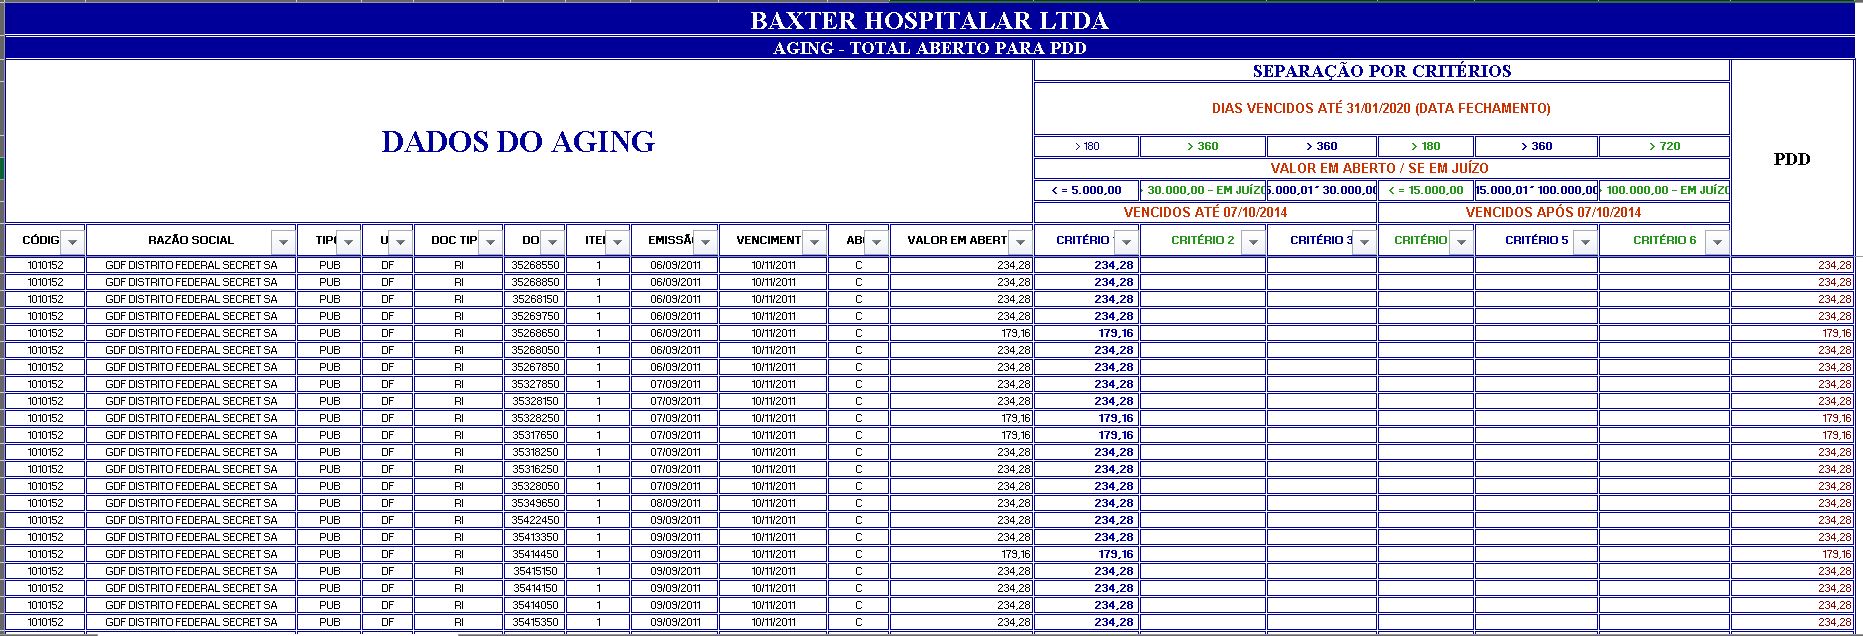 BAXTER HOSPITALAR LTDA
AGING - TOTAL ABERTO PARA PDD
DADOS DO AGING
SEPARAÇÃO POR CRITÉRIOS
DIAS VENCIDOS ATÉ 31/01/2020 (DATA FECHAMENTO)
> 180 > 360 > 360 > 180 > 360 > 720
PDD
VALOR EM ABERTO / SE EM JUÍZO
< = 5.000,00 30.000,00 - EM JUÍZO 5.000,01 ~ 30.000,00 < = 15.000,00 15.000,01 ~ 100.000,00 100.000,00 - EM JUÍZO
VENCIDOS ATÉ 07/10/2014 VENCIDOS APÓS 07/10/2014
CÓDIG RAZÃO SOCIAL TIP U DOC TIP DO ITE EMISSÃ VENCIMENT AB VALOR EM ABERT CRITÉRIO CRITÉRIO 2 CRITÉRIO 3 CRITÉRIO CRITÉRIO 5 CRITÉRIO 6
1010152 GDF DISTRITO FEDERAL SECRET SA PUB DF RI 35268550 1 06/09/2011 10/11/2011 C 234,28 234,28 234,28
1010152 GDF DISTRITO FEDERAL SECRET SA PUB DF RI 35268850 1 06/09/2011 10/11/2011 C 234,28 234,28 234,28
1010152 GDF DISTRITO FEDERAL SECRET SA PUB DF RI 35268150 1 06/09/2011 10/11/2011 C 234,28 234,28 234,28
1010152 GDF DISTRITO FEDERAL SECRET SA PUB DF RI 35269750 1 06/09/2011 10/11/2011 C 234,28 234,28 234,28
1010152 GDF DISTRITO FEDERAL SECRET SA PUB DF RI 35268650 1 06/09/2011 10/11/2011 C 179,16 179,16 179,16
1010152 GDF DISTRITO FEDERAL SECRET SA PUB DF RI 35268050 1 06/09/2011 10/11/2011 C 234,28 234,28 234,28
1010152 GDF DISTRITO FEDERAL SECRET SA PUB DF RI 35267850 1 06/09/2011 10/11/2011 C 234,28 234,28 234,28
1010152 GDF DISTRITO FEDERAL SECRET SA PUB DF RI 35327850 1 07/09/2011 10/11/2011 C 234,28 234,28 234,28
1010152 GDF DISTRITO FEDERAL SECRET SA PUB DF RI 35328150 1 07/09/2011 10/11/2011 C 234,28 234,28 234,28
1010152 GDF DISTRITO FEDERAL SECRET SA PUB DF RI 35328250 1 07/09/2011 10/11/2011 C 179,16 179,16 179,16
1010152 GDF DISTRITO FEDERAL SECRET SA PUB DF RI 35317650 1 07/09/2011 10/11/2011 C 179,16 179,16 179,16
1010152 GDF DISTRITO FEDERAL SECRET SA PUB DF RI 35318250 1 07/09/2011 10/11/2011 C 234,28 234,28 234,28
1010152 GDF DISTRITO FEDERAL SECRET SA PUB DF RI 35316250 1 07/09/2011 10/11/2011 C 234,28 234,28 234,28
1010152 GDF DISTRITO FEDERAL SECRET SA PUB DF RI 35328050 1 07/09/2011 10/11/2011 C 234,28 234,28 234,28
1010152 GDF DISTRITO FEDERAL SECRET SA PUB DF RI 35349650 1 08/09/2011 10/11/2011 C 234,28 234,28 234,28
1010152 GDF DISTRITO FEDERAL SECRET SA PUB DF RI 35422450 1 09/09/2011 10/11/2011 C 234,28 234,28 234,28
1010152 GDF DISTRITO FEDERAL SECRET SA PUB DF RI 35413350 1 09/09/2011 10/11/2011 C 234,28 234,28 234,28
1010152 GDF DISTRITO FEDERAL SECRET SA PUB DF RI 35414450 1 09/09/2011 10/11/2011 C 179,16 179,16 179,16
1010152 GDF DISTRITO FEDERAL SECRET SA PUB DF RI 35415150 1 09/09/2011 10/11/2011 C 234,28 234,28 234,28
1010152 GDF DISTRITO FEDERAL SECRET SA PUB DF RI 35414150 1 09/09/2011 10/11/2011 C 234,28 234,28 234,28
1010152 GDF DISTRITO FEDERAL SECRET SA PUB DF RI 35414050 1 09/09/2011 10/11/2011 C 234,28 234,28 234,28
1010152 GDF DISTRITO FEDERAL SECRET SA PUB DF RI 35415350 1 09/09/2011 10/11/2011 C 234,28 234,28 234,28